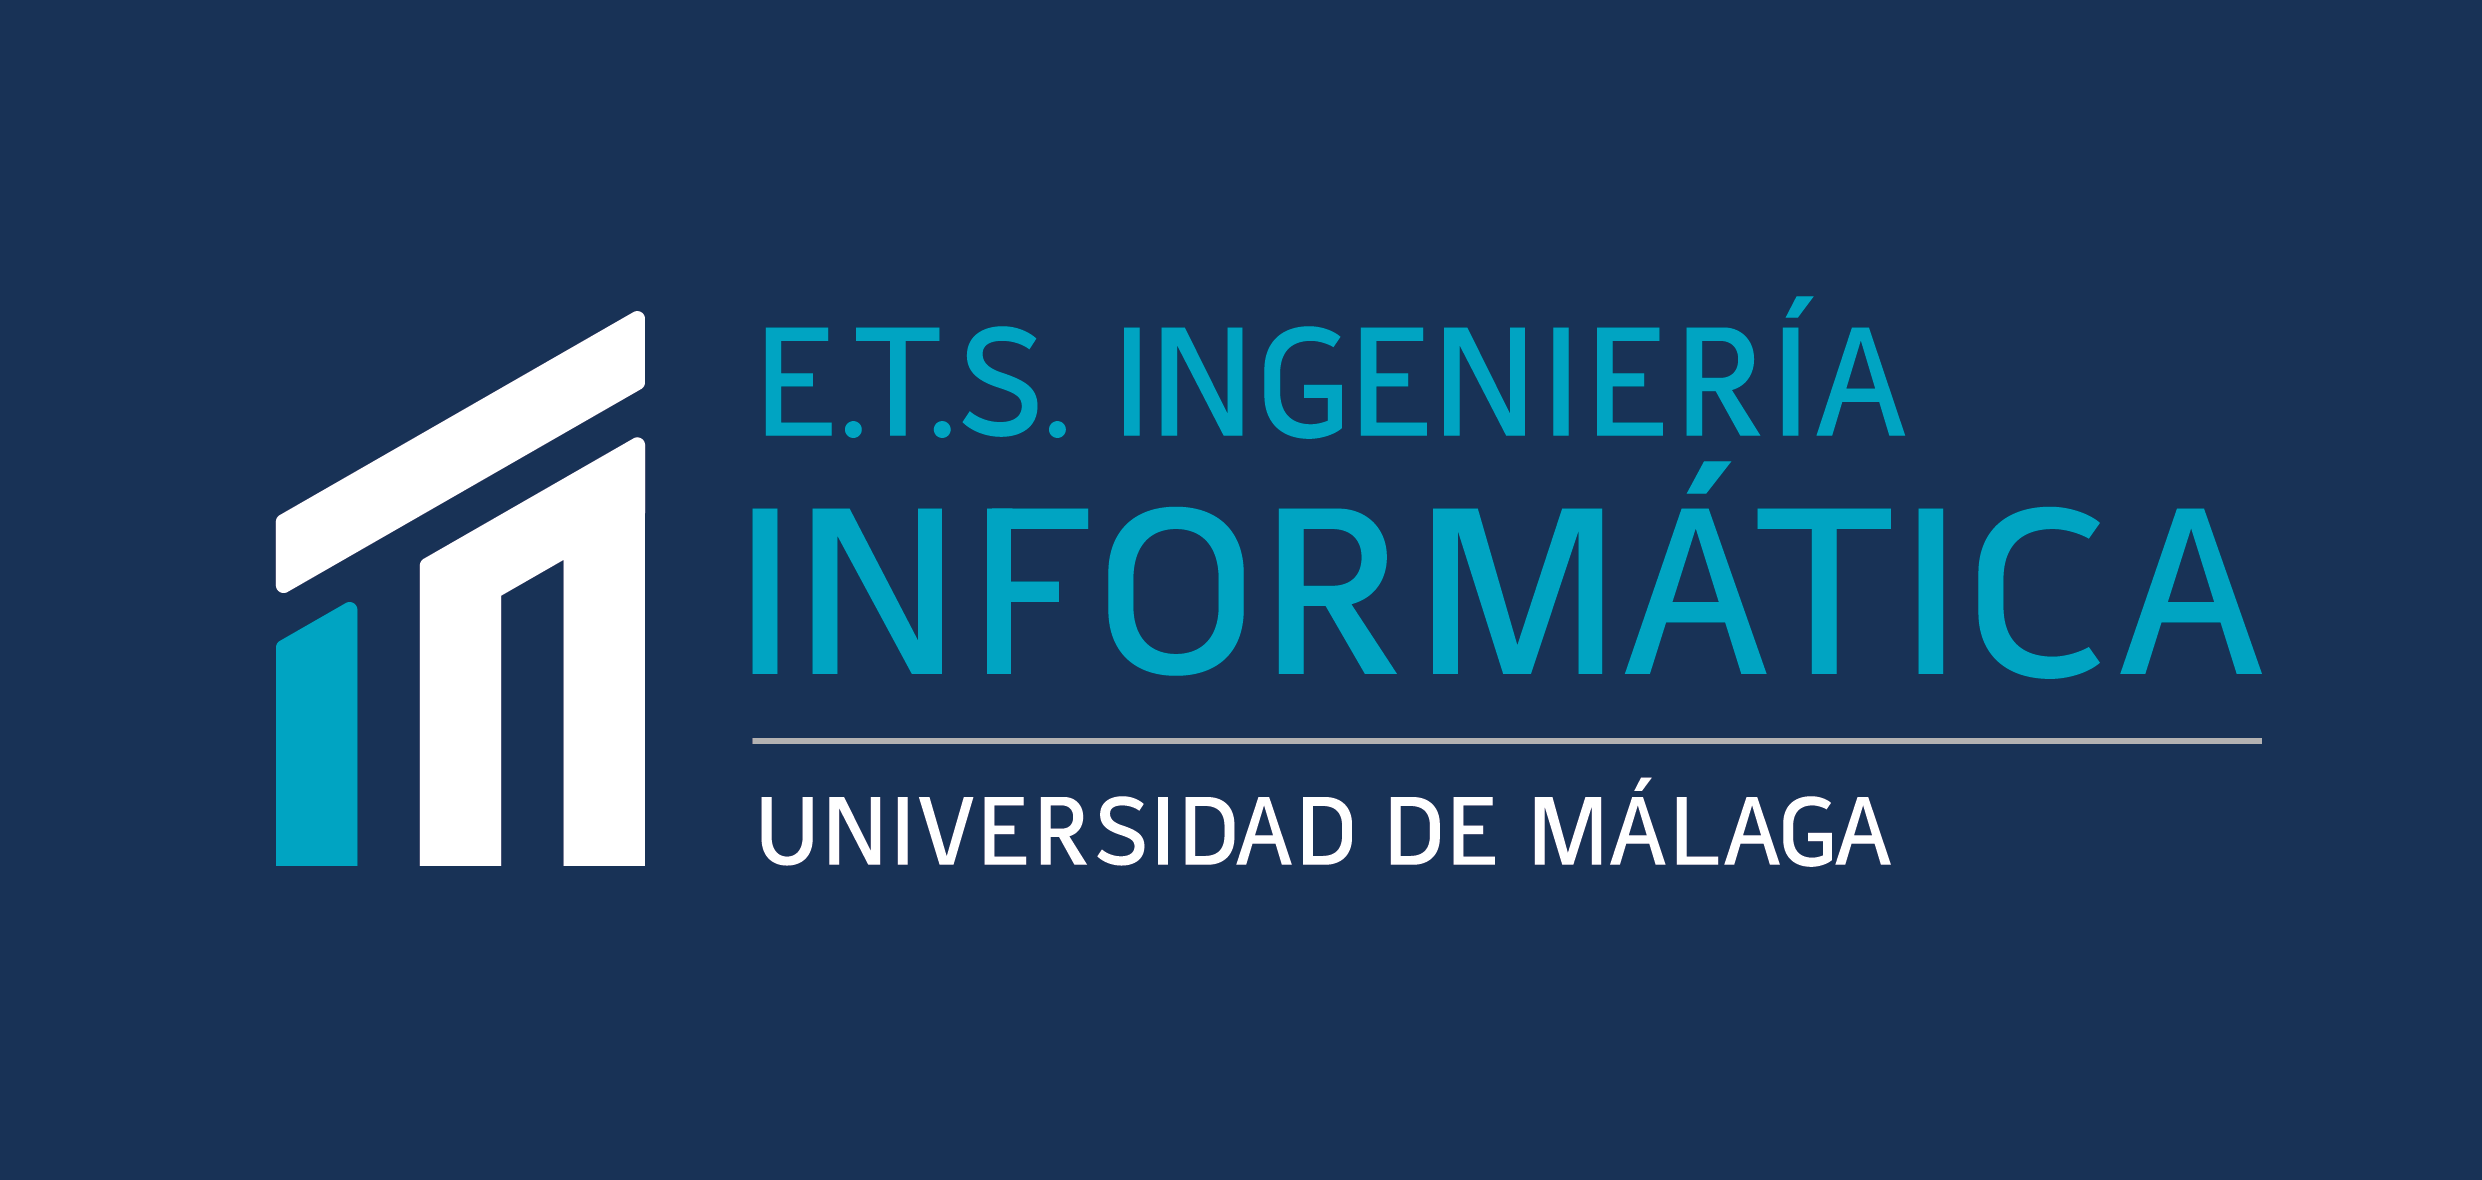 E.T.S. INGENIERÍA
INFORMÁTICA
UNIVERSIDAD DE MÁLAGA